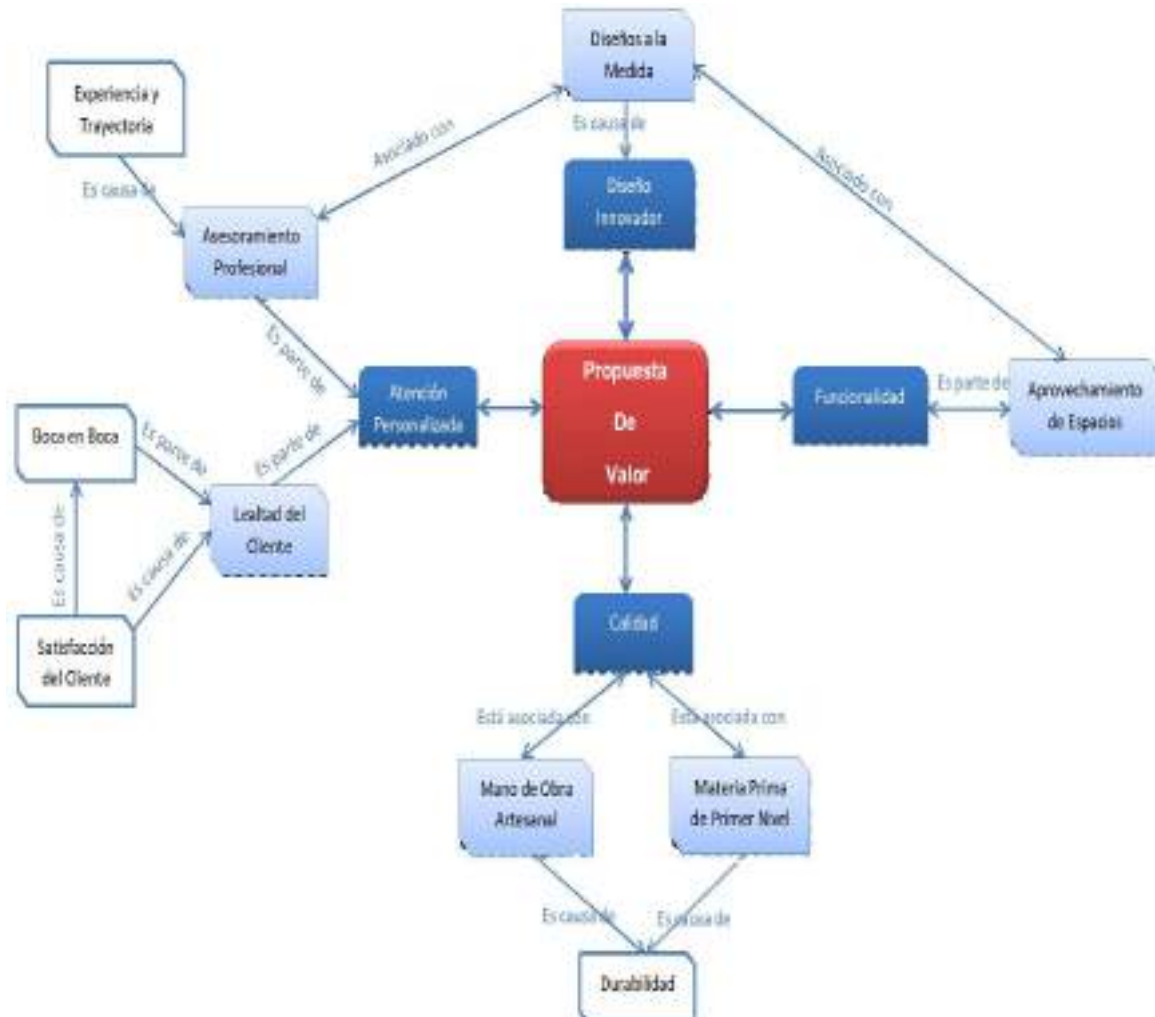 Diseños a la
Medida
Experiencia y
Trayectoria
Es causa de
Asociado con
Es causa de
Asociado con
Diseño
Innovador
Asesoramiento
Profesional
Es parte de
Propuesta
De
Valor
Atención
Personalizada
Funcionalidad
Es parte de
Aprovechamiento
de Espacios
Boca en Boca
Es parte de
Es parte de
Lealtad del
Cliente
Es causa de
Es causa de
Satisfacción
del Cliente
Calidad
Está asociada con
Está asociada con
Mano de Obra
Artesanal
Materia Prima
de Primer Nivel
Es causa de
Es causa de
Durabilidad